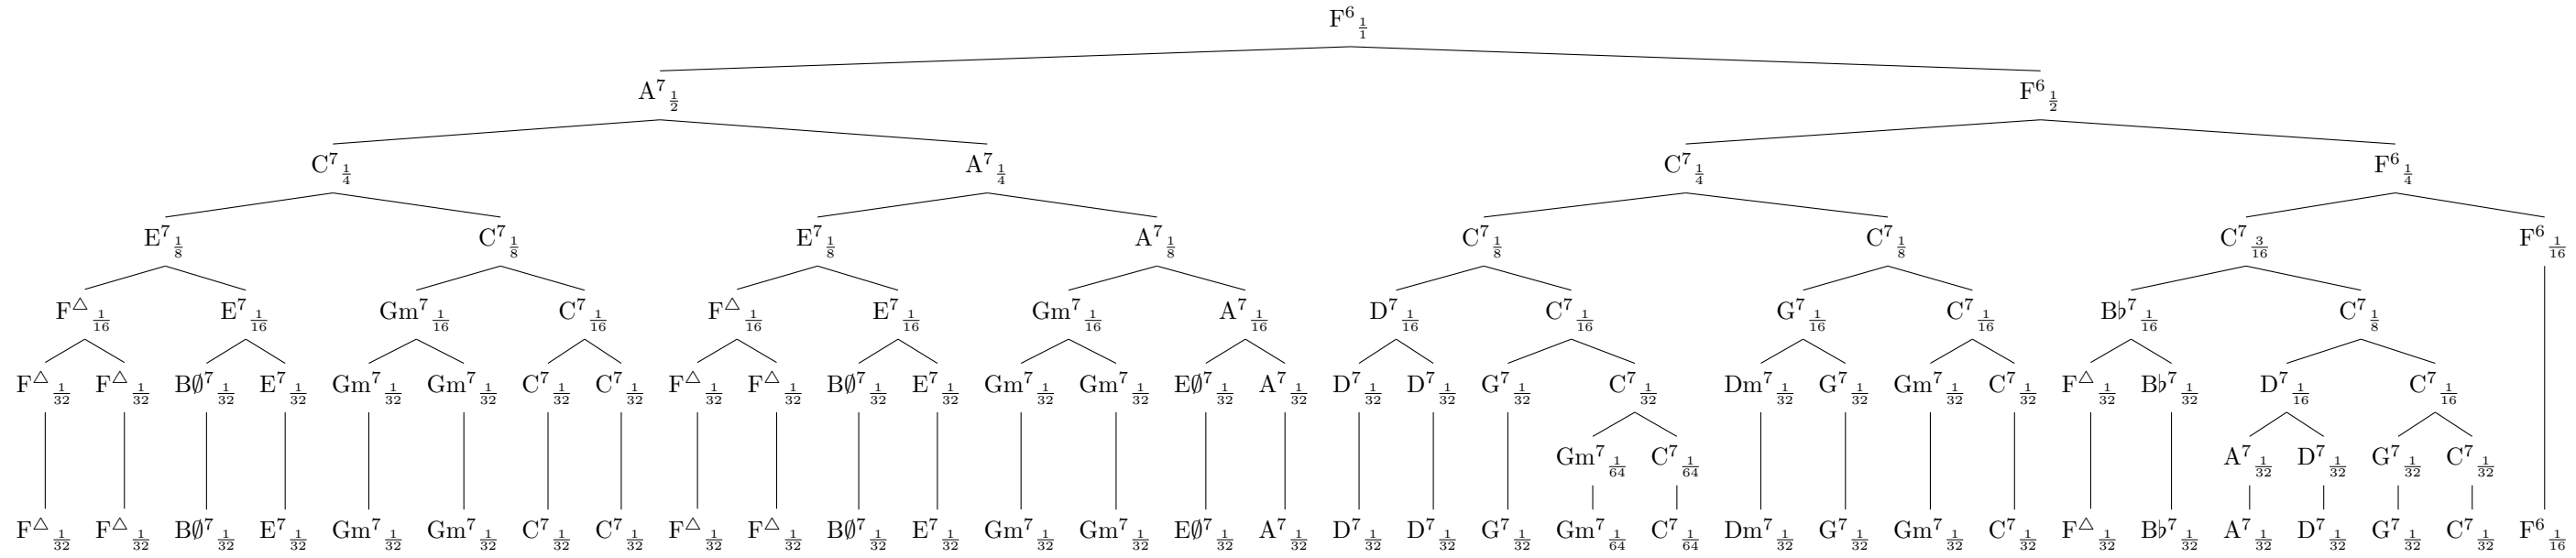 F⁶ 1/1
A⁷ 1/2 F⁶ 1/2
C⁷ 1/4 A⁷ 1/4 C⁷ 1/4 F⁶ 1/4
E⁷ 1/8 C⁷ 1/8 E⁷ 1/8 A⁷ 1/8 C⁷ 1/8 C⁷ 1/8 C⁷ 3/16 F⁶ 1/16
F△ 1/16 E⁷ 1/16 Gm⁷ 1/16 C⁷ 1/16 F△ 1/16 E⁷ 1/16 Gm⁷ 1/16 A⁷ 1/16 D⁷ 1/16 C⁷ 1/16 G⁷ 1/16 C⁷ 1/16 B♭⁷ 1/16 C⁷ 1/8
F△ 1/32 F△ 1/32 B∅⁷ 1/32 E⁷ 1/32 Gm⁷ 1/32 Gm⁷ 1/32 C⁷ 1/32 C⁷ 1/32 F△ 1/32 F△ 1/32 B∅⁷ 1/32 E⁷ 1/32 Gm⁷ 1/32 Gm⁷ 1/32 E∅⁷ 1/32 A⁷ 1/32 D⁷ 1/32 D⁷ 1/32 G⁷ 1/32 C⁷ 1/32 Dm⁷ 1/32 G⁷ 1/32 Gm⁷ 1/32 C⁷ 1/32 F△ 1/32 B♭⁷ 1/32 D⁷ 1/16 C⁷ 1/16
Gm⁷ 1/64 C⁷ 1/64 A⁷ 1/32 D⁷ 1/32 G⁷ 1/32 C⁷ 1/32
F△ 1/32 F△ 1/32 B∅⁷ 1/32 E⁷ 1/32 Gm⁷ 1/32 Gm⁷ 1/32 C⁷ 1/32 C⁷ 1/32 F△ 1/32 F△ 1/32 B∅⁷ 1/32 E⁷ 1/32 Gm⁷ 1/32 Gm⁷ 1/32 E∅⁷ 1/32 A⁷ 1/32 D⁷ 1/32 D⁷ 1/32 G⁷ 1/32 Gm⁷ 1/64 C⁷ 1/64 Dm⁷ 1/32 G⁷ 1/32 Gm⁷ 1/32 C⁷ 1/32 F△ 1/32 B♭⁷ 1/32 A⁷ 1/32 D⁷ 1/32 G⁷ 1/32 C⁷ 1/32 F⁶ 1/16